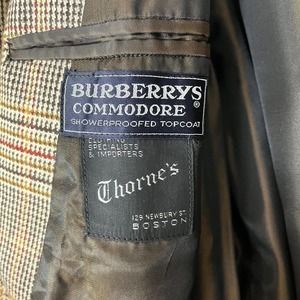 BURBERRYS
COMMODORE ®
SHOWERPROOFED TOPCOAT
CLOTHING
SPECIALISTS
& IMPORTERS
Thorne's
129 NEWBURY ST.
BOSTON